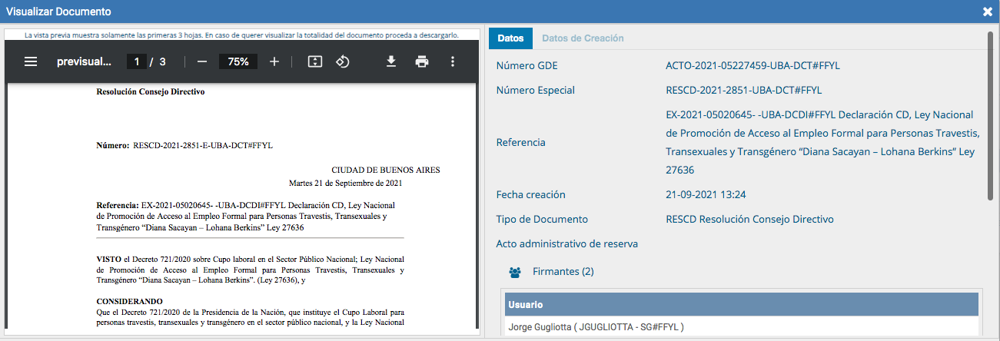 Visualizar Documento
La vista previa muestra solamente las primeras 3 hojas. En caso de querer visualizar la totalidad del documento proceda a descargarlo.
previsual... 1 / 3 75%
Resolución Consejo Directivo
Número: RESCD-2021-2851-E-UBA-DCT#FFYL
CIUDAD DE BUENOS AIRES
Martes 21 de Septiembre de 2021
Referencia: EX-2021-05020645- -UBA-DCDI#FFYL Declaración CD, Ley Nacional
de Promoción de Acceso al Empleo Formal para Personas Travestis, Transexuales y
Transgénero “Diana Sacayan – Lohana Berkins” Ley 27636
VISTO el Decreto 721/2020 sobre Cupo laboral en el Sector Público Nacional; Ley Nacional
de Promoción de Acceso al Empleo Formal para Personas Travestis, Transexuales y
Transgénero “Diana Sacayan – Lohana Berkins”. (Ley 27636), y
CONSIDERANDO
Que el Decreto 721/2020 de la Presidencia de la Nación, que instituye el Cupo Laboral para
personas travestis, transexuales y transgénero en el sector público nacional, y la Ley Nacional
Datos Datos de Creación
Número GDE ACTO-2021-05227459-UBA-DCT#FFYL
Número Especial RESCD-2021-2851-UBA-DCT#FFYL
Referencia EX-2021-05020645- -UBA-DCDI#FFYL Declaración CD, Ley Nacional
de Promoción de Acceso al Empleo Formal para Personas Travestis,
Transexuales y Transgénero “Diana Sacayan – Lohana Berkins” Ley
27636
Fecha creación 21-09-2021 13:24
Tipo de Documento RESCD Resolución Consejo Directivo
Acto administrativo de reserva
Firmantes (2)
Usuario
Jorge Gugliotta ( JGUGLIOTTA - SG#FFYL )